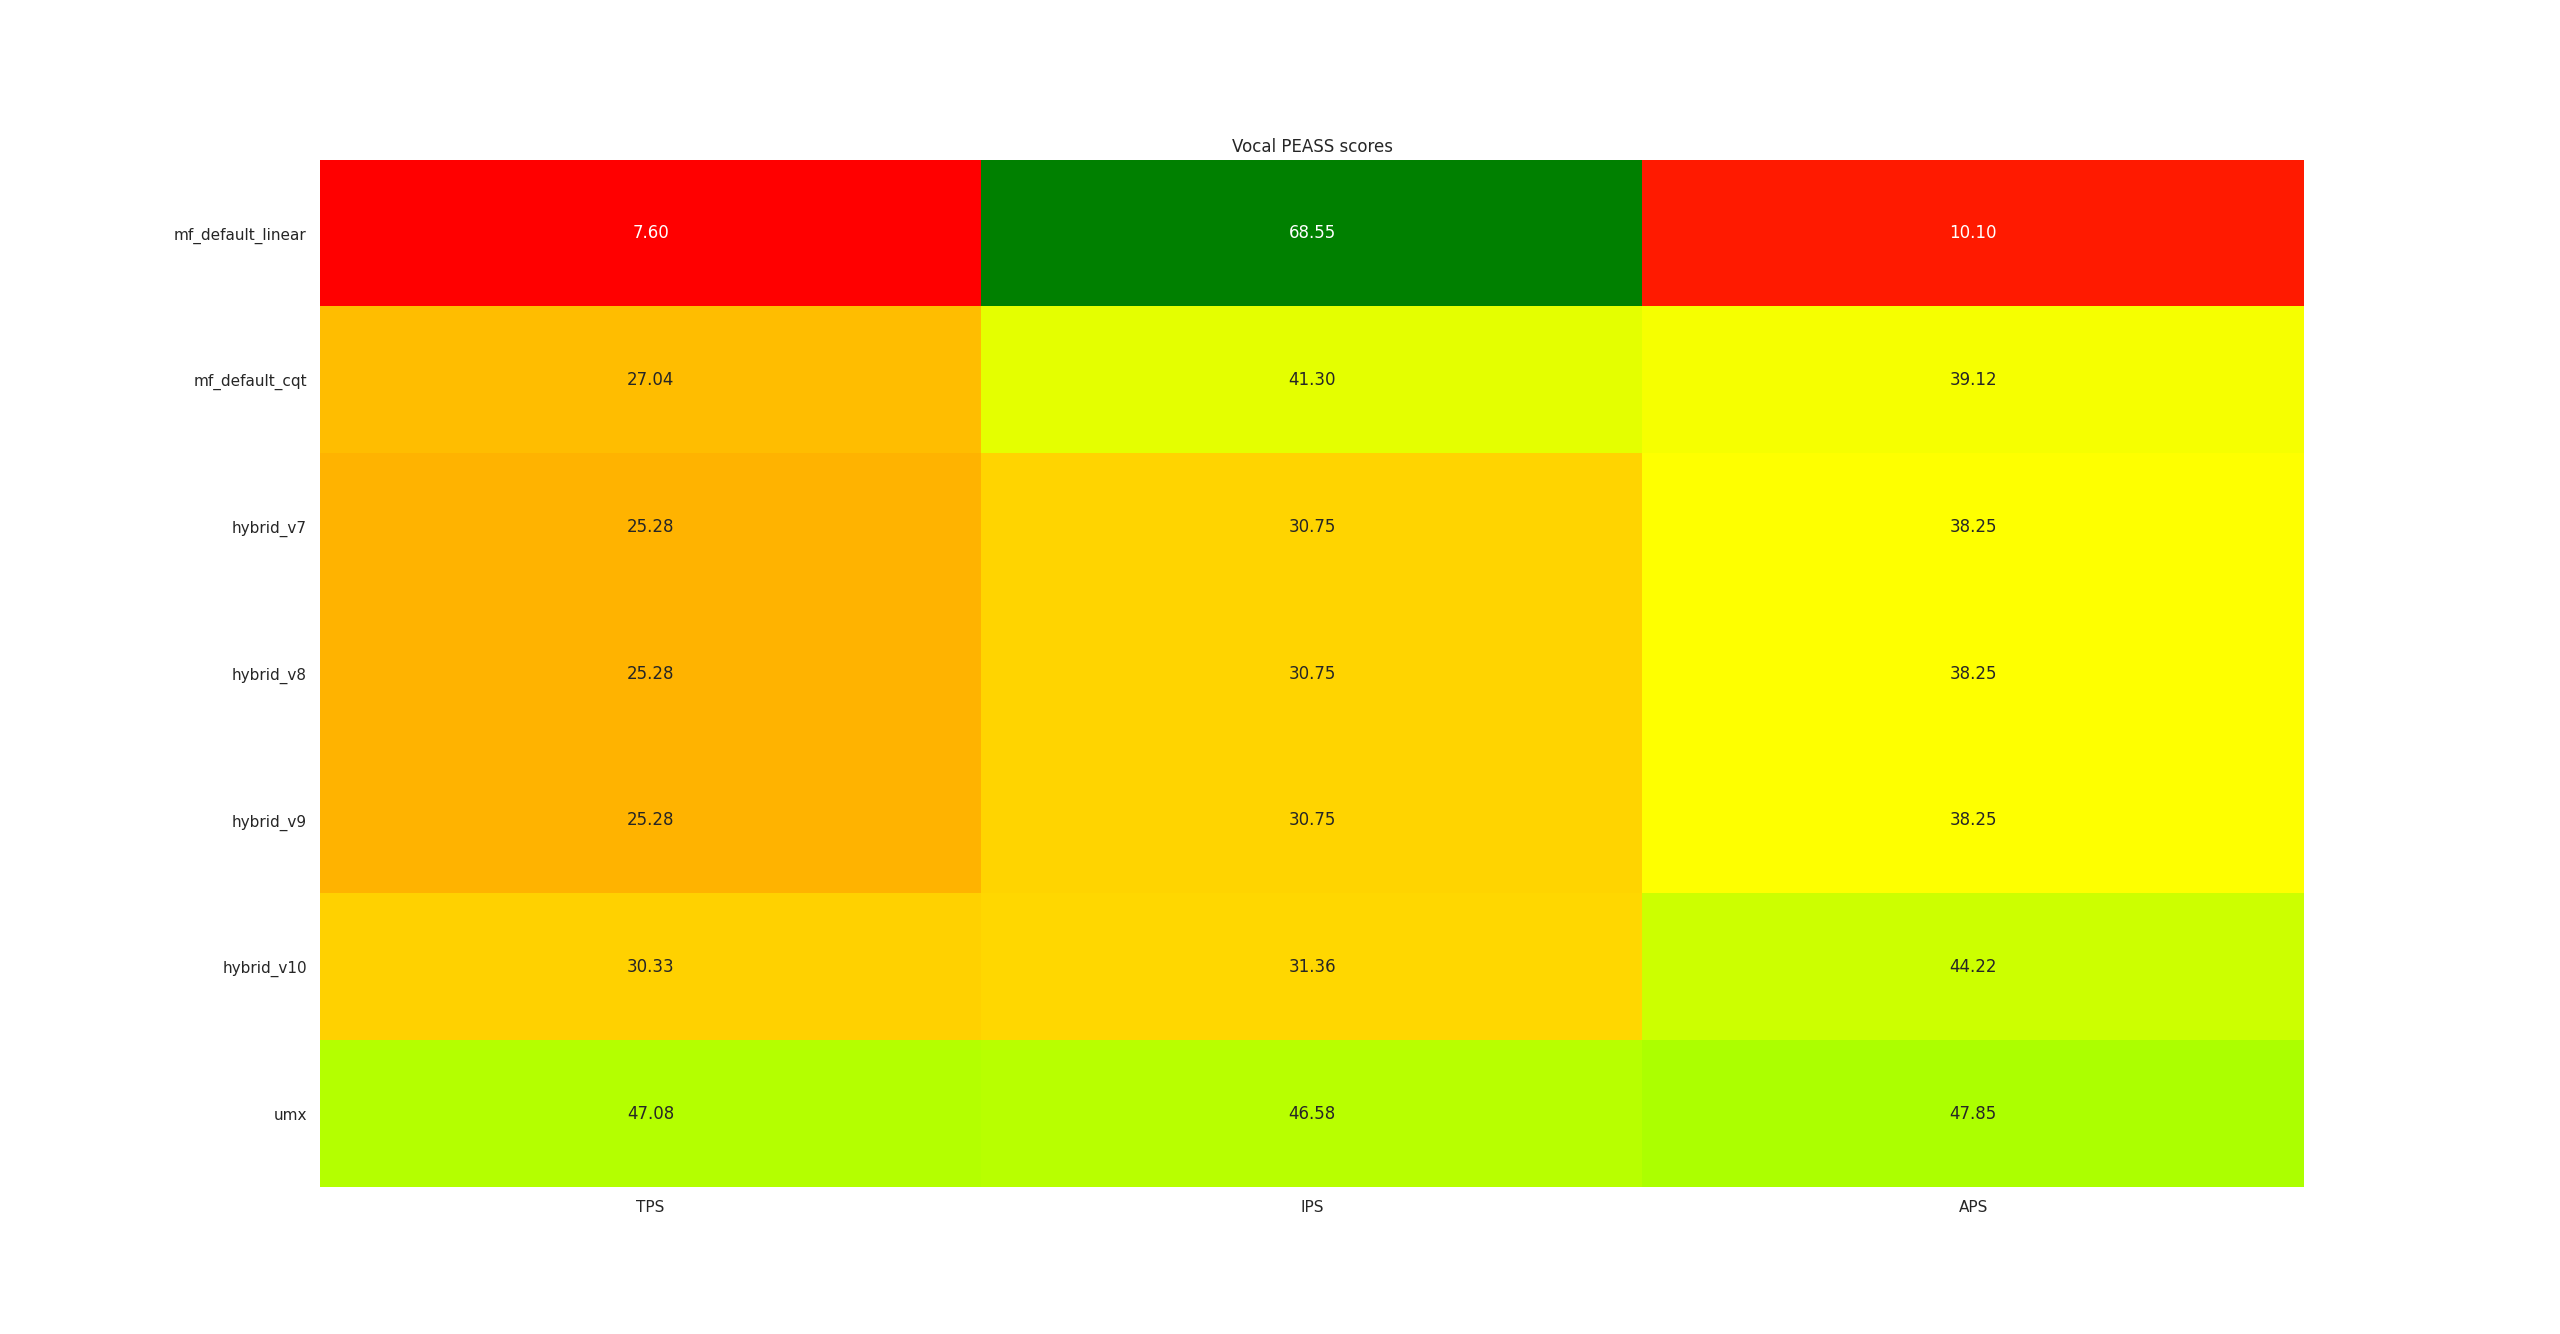 Vocal PEASS scores
mf_default_linear 7.60 68.55 10.10
mf_default_cqt 27.04 41.30 39.12
hybrid_v7 25.28 30.75 38.25
hybrid_v8 25.28 30.75 38.25
hybrid_v9 25.28 30.75 38.25
hybrid_v10 30.33 31.36 44.22
umx 47.08 46.58 47.85
TPS IPS APS